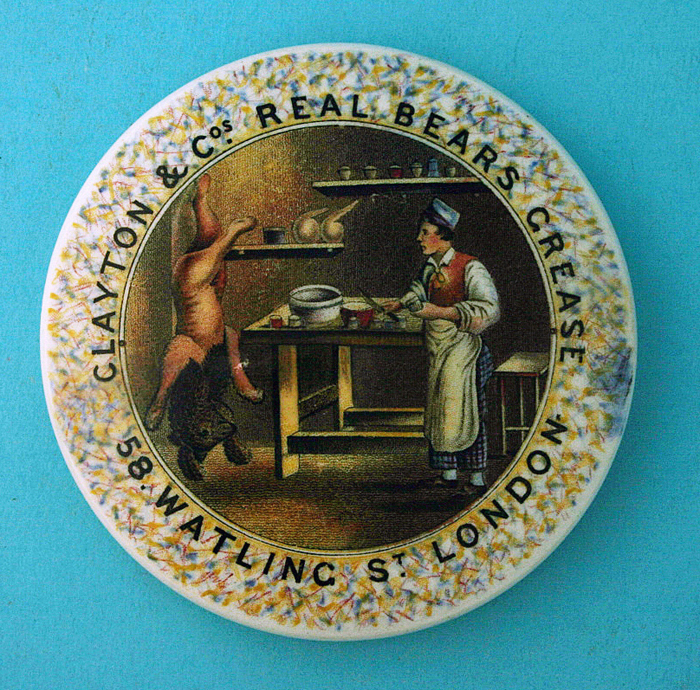 CLAYTON & Cos. REAL BEARS GREASE
58. WATLING St. LONDON.